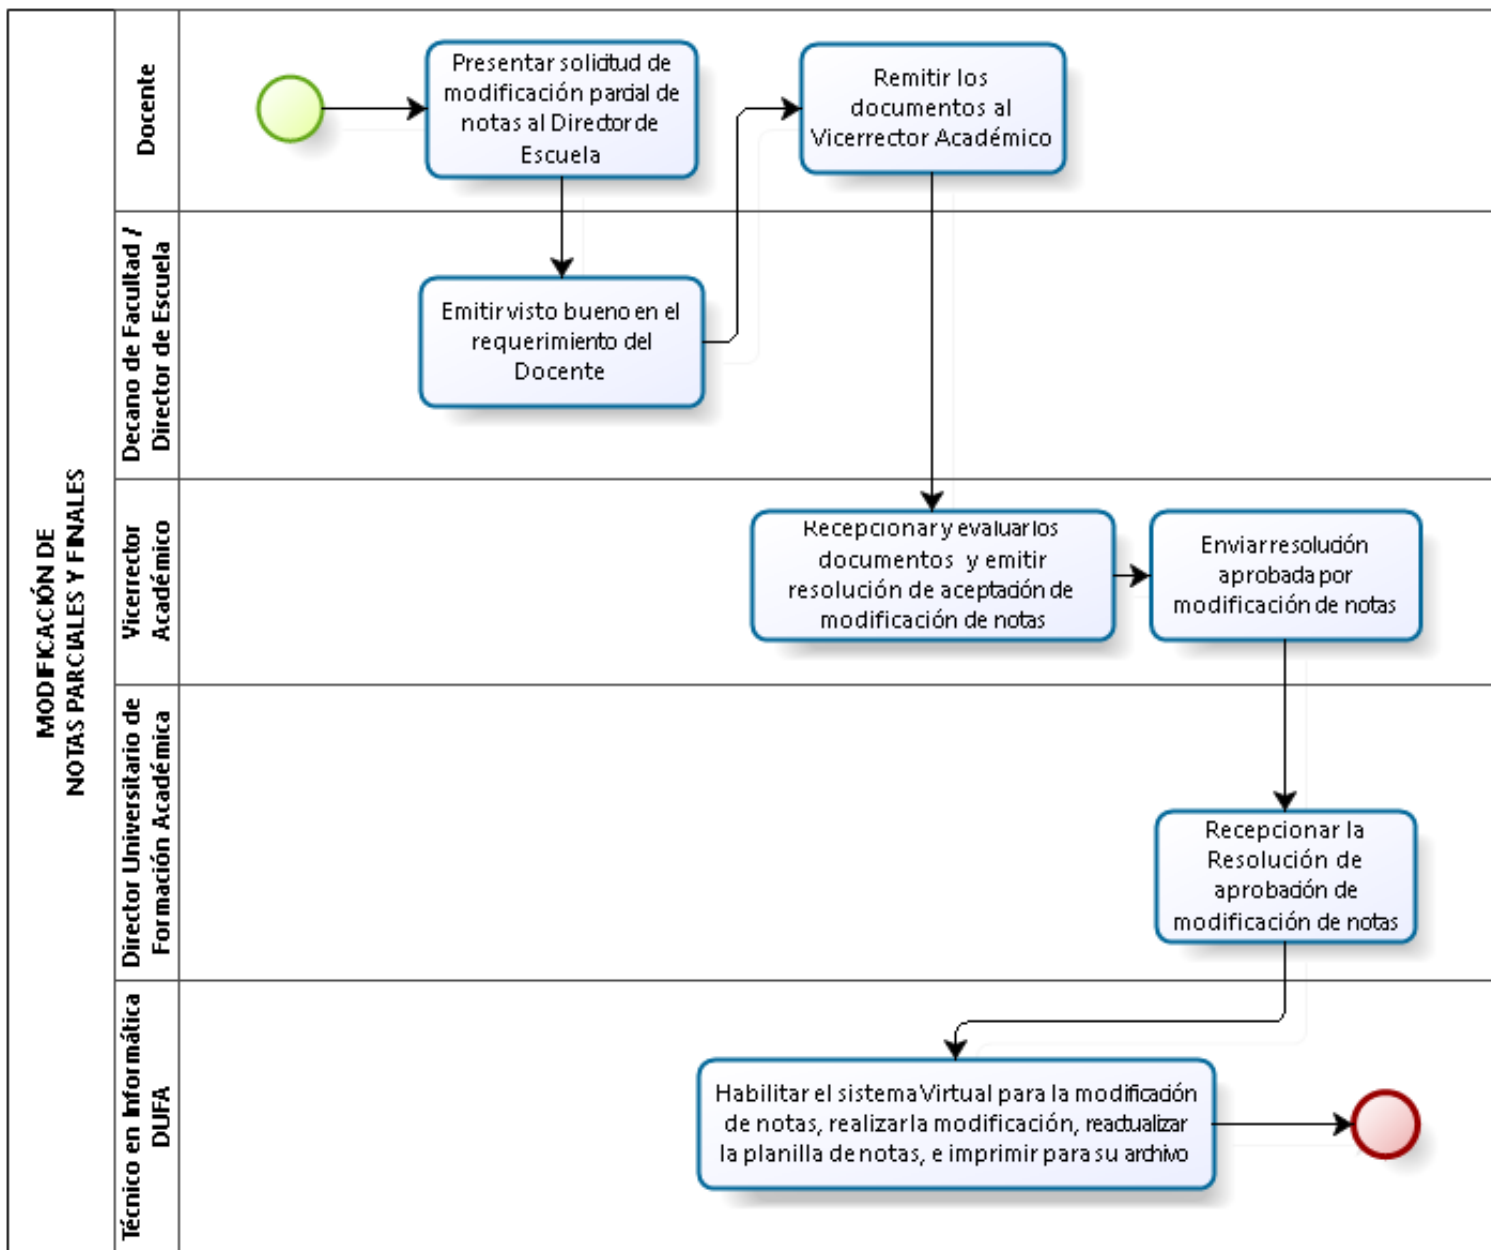 MODIFICACIÓN DE
NOTAS PARCIALES Y FINALES
Docente
Presentar solicitud de
modificación parcial de
notas al Director de
Escuela
Remitir los
documentos al
Vicerrector Académico
Decano de Facultad /
Director de Escuela
Emitir visto bueno en el
requerimiento del
Docente
Vicerrector
Académico
Recepcionar y evaluar los
documentos y emitir
resolución de aceptación de
modificación de notas
Enviar resolución
aprobada por
modificación de notas
Director Universitario de
Formación Académica
Recepcionar la
Resolución de
aprobación de
modificación de notas
Técnico en Informática
DUFA
Habilitar el sistema Virtual para la modificación
de notas, realizar la modificación, reactualizar
la planilla de notas, e imprimir para su archivo